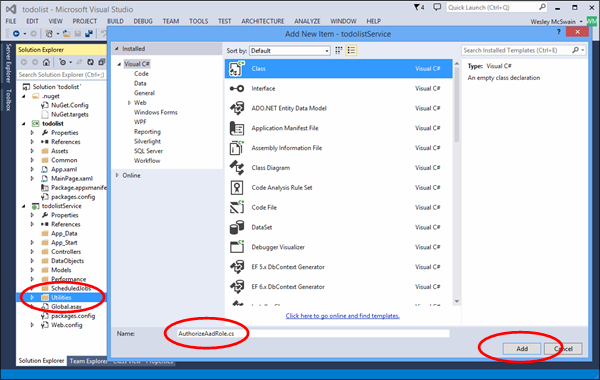 todolist - Microsoft Visual Studio
4
Quick Launch (Ctrl+Q)
FILE EDIT VIEW PROJECT BUILD DEBUG TEAM TOOLS TEST ARCHITECTURE ANALYZE WINDOW HELP
Wesley McSwain
WM
Server Explorer
Toolbox
Solution Explorer
Search Solution Explorer (Ctrl+;)
Solution 'todolist'
.nuget
NuGet.Config
NuGet.targets
todolist
Properties
References
Assets
Common
App.xaml
MainPage.xaml
Package.appxmanife
packages.config
todolistService
Properties
References
App_Data
App_Start
Controllers
DataObjects
Models
Performance
ScheduledJobs
Utilities
Global.asax
packages.config
Web.config
Solution Explorer Team Explorer Class View Properties
Add New Item - todolistService
Installed
Visual C#
Code
Data
General
Web
Windows Forms
WPF
Reporting
Silverlight
SQL Server
Workflow
Online
Sort by: Default
Class Visual C#
Interface Visual C#
ADO.NET Entity Data Model Visual C#
Application Manifest File Visual C#
Assembly Information File Visual C#
Class Diagram Visual C#
Code Analysis Rule Set Visual C#
Code File Visual C#
DataSet Visual C#
Debugger Visualizer Visual C#
EF 5.x DbContext Generator Visual C#
EF 6.x DbContext Generator Visual C#
Click here to go online and find templates.
Search Installed Templates (Ctrl+E)
Type: Visual C#
An empty class declaration
Name: AuthorizeAadRole.cs
Add Cancel